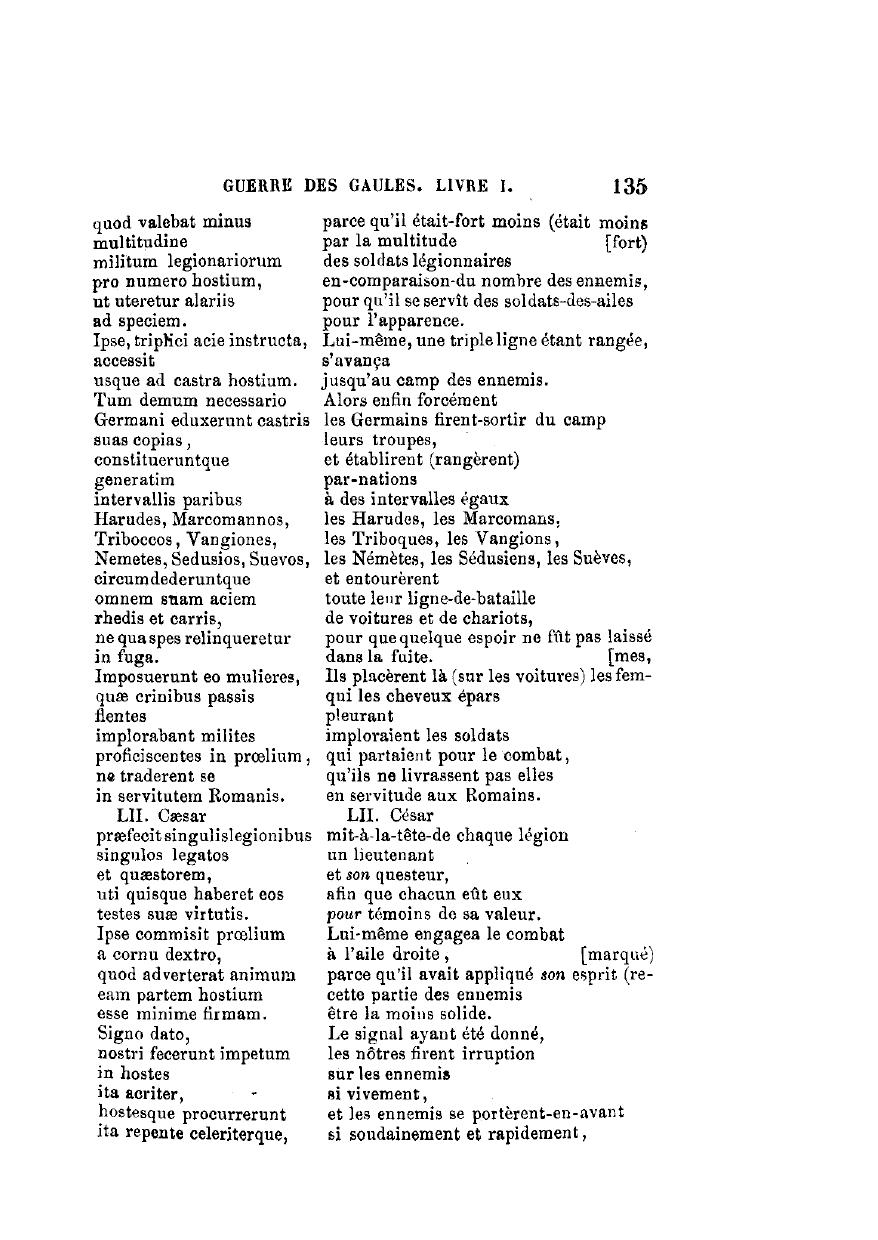 GUERRE DES GAULES. LIVRE I. 135
quod valebat minus parce qu'il était-fort moins (était moins
multitudine par la multitude [fort)
militum legionariorum des soldats légionnaires
pro numero hostium, en-comparaison-du nombre des ennemis,
ut uteretur alariis pour qu'il se servît des soldats-des-ailes
ad speciem. pour l'apparence.
Ipse, triplici acie instructa, Lui-même, une triple ligne étant rangée,
accessit s'avança
usque ad castra hostium. jusqu'au camp des ennemis.
Tum demum necessario Alors enfin forcément
Germani eduxerunt castris les Germains firent-sortir du camp
suas copias, leurs troupes,
constitueruntque et établirent (rangèrent)
generatim par-nations
intervallis paribus à des intervalles égaux
Harudes, Marcomannos, les Harudes, les Marcomans,
Triboccos, Vangiones, les Triboques, les Vangions,
Nemetes, Sedusios, Suevos, les Némètes, les Sédusiens, les Suèves,
circumdederuntque et entourèrent
omnem suam aciem toute leur ligne-de-bataille
rhedis et carris, de voitures et de chariots,
ne qua spes relinqueretur pour que quelque espoir ne fût pas laissé
in fuga. dans la fuite. [mes,
Imposuerunt eo mulieres, Ils placèrent là (sur les voitures) les fem-
quæ crinibus passis qui les cheveux épars
flentes pleurant
implorabant milites imploraient les soldats
proficiscentes in prœlium, qui partaient pour le combat,
ne traderent se qu'ils ne livrassent pas elles
in servitutem Romanis. en servitude aux Romains.
LII. Cæsar LII. César
præfecit singulis legionibus mit-à-la-tête-de chaque légion
singulos legatos un lieutenant
et quæstorem, et son questeur,
uti quisque haberet eos afin que chacun eût eux
testes suæ virtutis. pour témoins de sa valeur.
Ipse commisit prœlium Lui-même engagea le combat
a cornu dextro, à l'aile droite, [marqué)
quod adverterat animum parce qu'il avait appliqué son esprit (re-
eam partem hostium cette partie des ennemis
esse minime firmam. être la moins solide.
Signo dato, Le signal ayant été donné,
nostri fecerunt impetum les nôtres firent irruption
in hostes sur les ennemis
ita acriter, si vivement,
hostesque procurrerunt et les ennemis se portèrent-en-avant
ita repente celeriterque, si soudainement et rapidement,